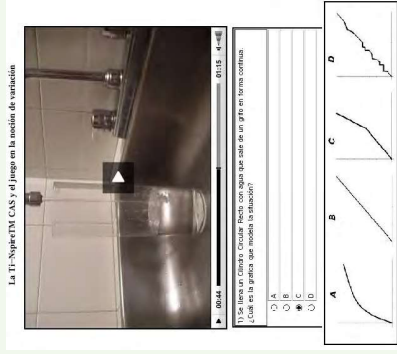 La Ti–NspireTM CAS y el juego en la noción de variación
00:44
01:15
1) Se llena un Cilindro Circular Recto con agua que sale de un grifo en forma continua.
¿Cuál es la grafica que modela la situación?
A
B
C
D
A
B
C
D